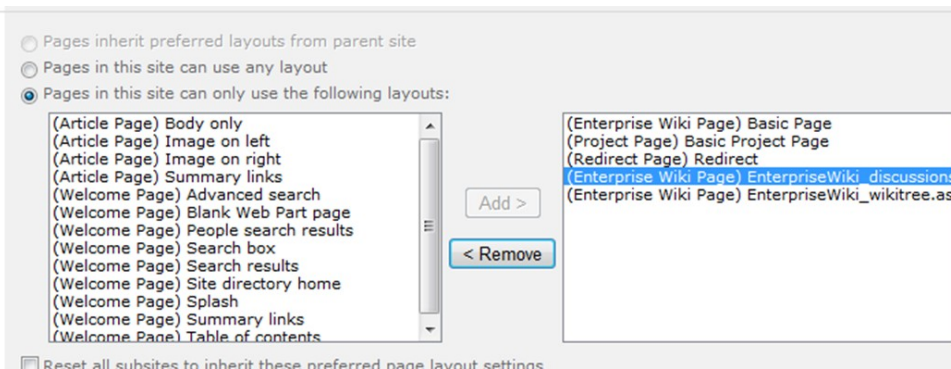 Pages inherit preferred layouts from parent site
Pages in this site can use any layout
Pages in this site can only use the following layouts:
(Article Page) Body only
(Article Page) Image on left
(Article Page) Image on right
(Article Page) Summary links
(Welcome Page) Advanced search
(Welcome Page) Blank Web Part page
(Welcome Page) People search results
(Welcome Page) Search box
(Welcome Page) Search results
(Welcome Page) Site directory home
(Welcome Page) Splash
(Welcome Page) Summary links
(Welcome Page) Table of contents
Add >
< Remove
(Enterprise Wiki Page) Basic Page
(Project Page) Basic Project Page
(Redirect Page) Redirect
(Enterprise Wiki Page) EnterpriseWiki_discussions
(Enterprise Wiki Page) EnterpriseWiki_wikitree.as
Reset all subsites to inherit these preferred page layout settings